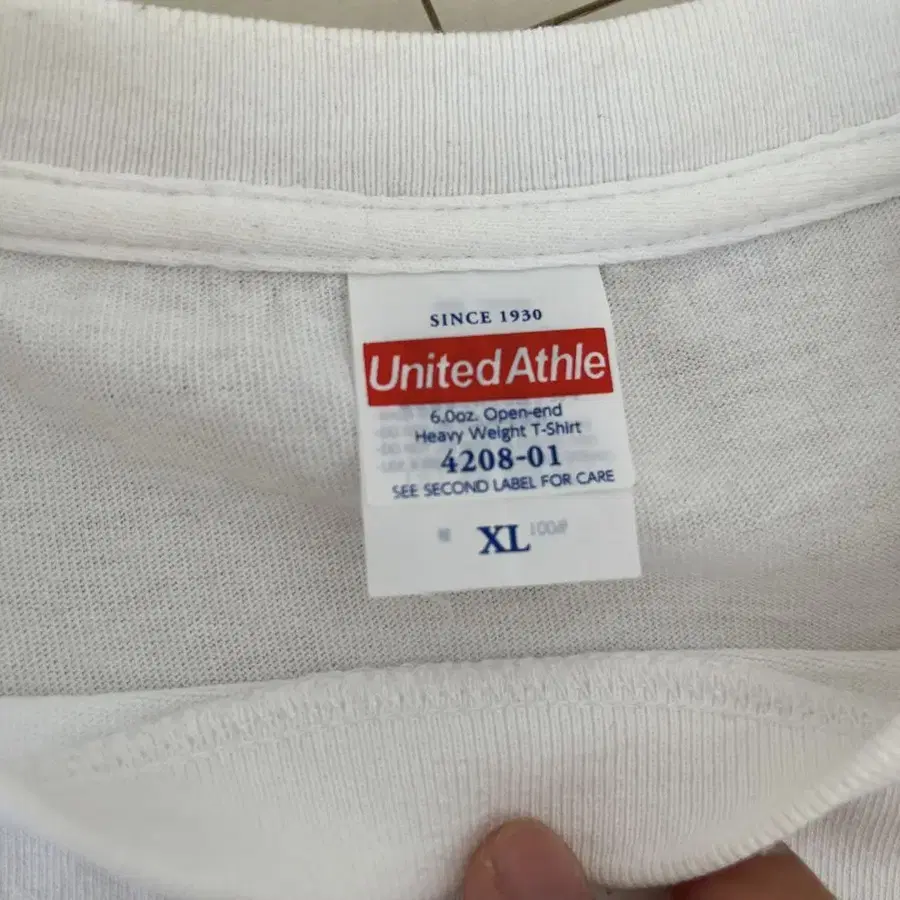 SINCE 1930
United Athle
6.0oz. Open-end
Heavy Weight T-Shirt
4208-01
SEE SECOND LABEL FOR CARE
XL
#001